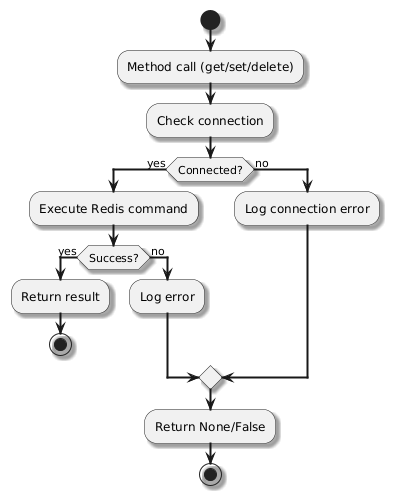 Method call (get/set/delete)
Check connection
yes
Connected?
no
Execute Redis command
Log connection error
yes
Success?
no
Return result
Log error
Return None/False